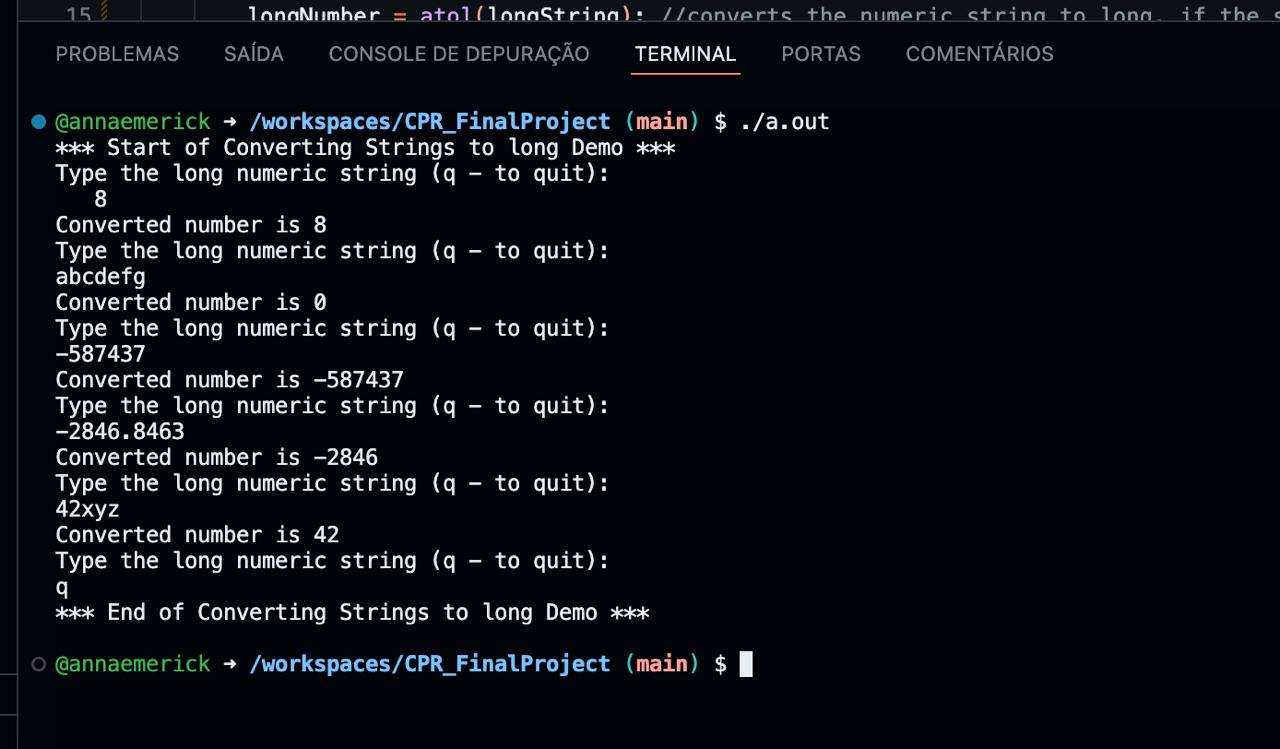 15 longNumber = atol(longString); //converts the numeric string to long, if the s
PROBLEMAS SAÍDA CONSOLE DE DEPURAÇÃO TERMINAL PORTAS COMENTÁRIOS
@annaemerick ➜ /workspaces/CPR_FinalProject (main) $ ./a.out
*** Start of Converting Strings to long Demo ***
Type the long numeric string (q - to quit):
   8
Converted number is 8
Type the long numeric string (q - to quit):
abcdefg
Converted number is 0
Type the long numeric string (q - to quit):
-587437
Converted number is -587437
Type the long numeric string (q - to quit):
-2846.8463
Converted number is -2846
Type the long numeric string (q - to quit):
42xyz
Converted number is 42
Type the long numeric string (q - to quit):
q
*** End of Converting Strings to long Demo ***
@annaemerick ➜ /workspaces/CPR_FinalProject (main) $